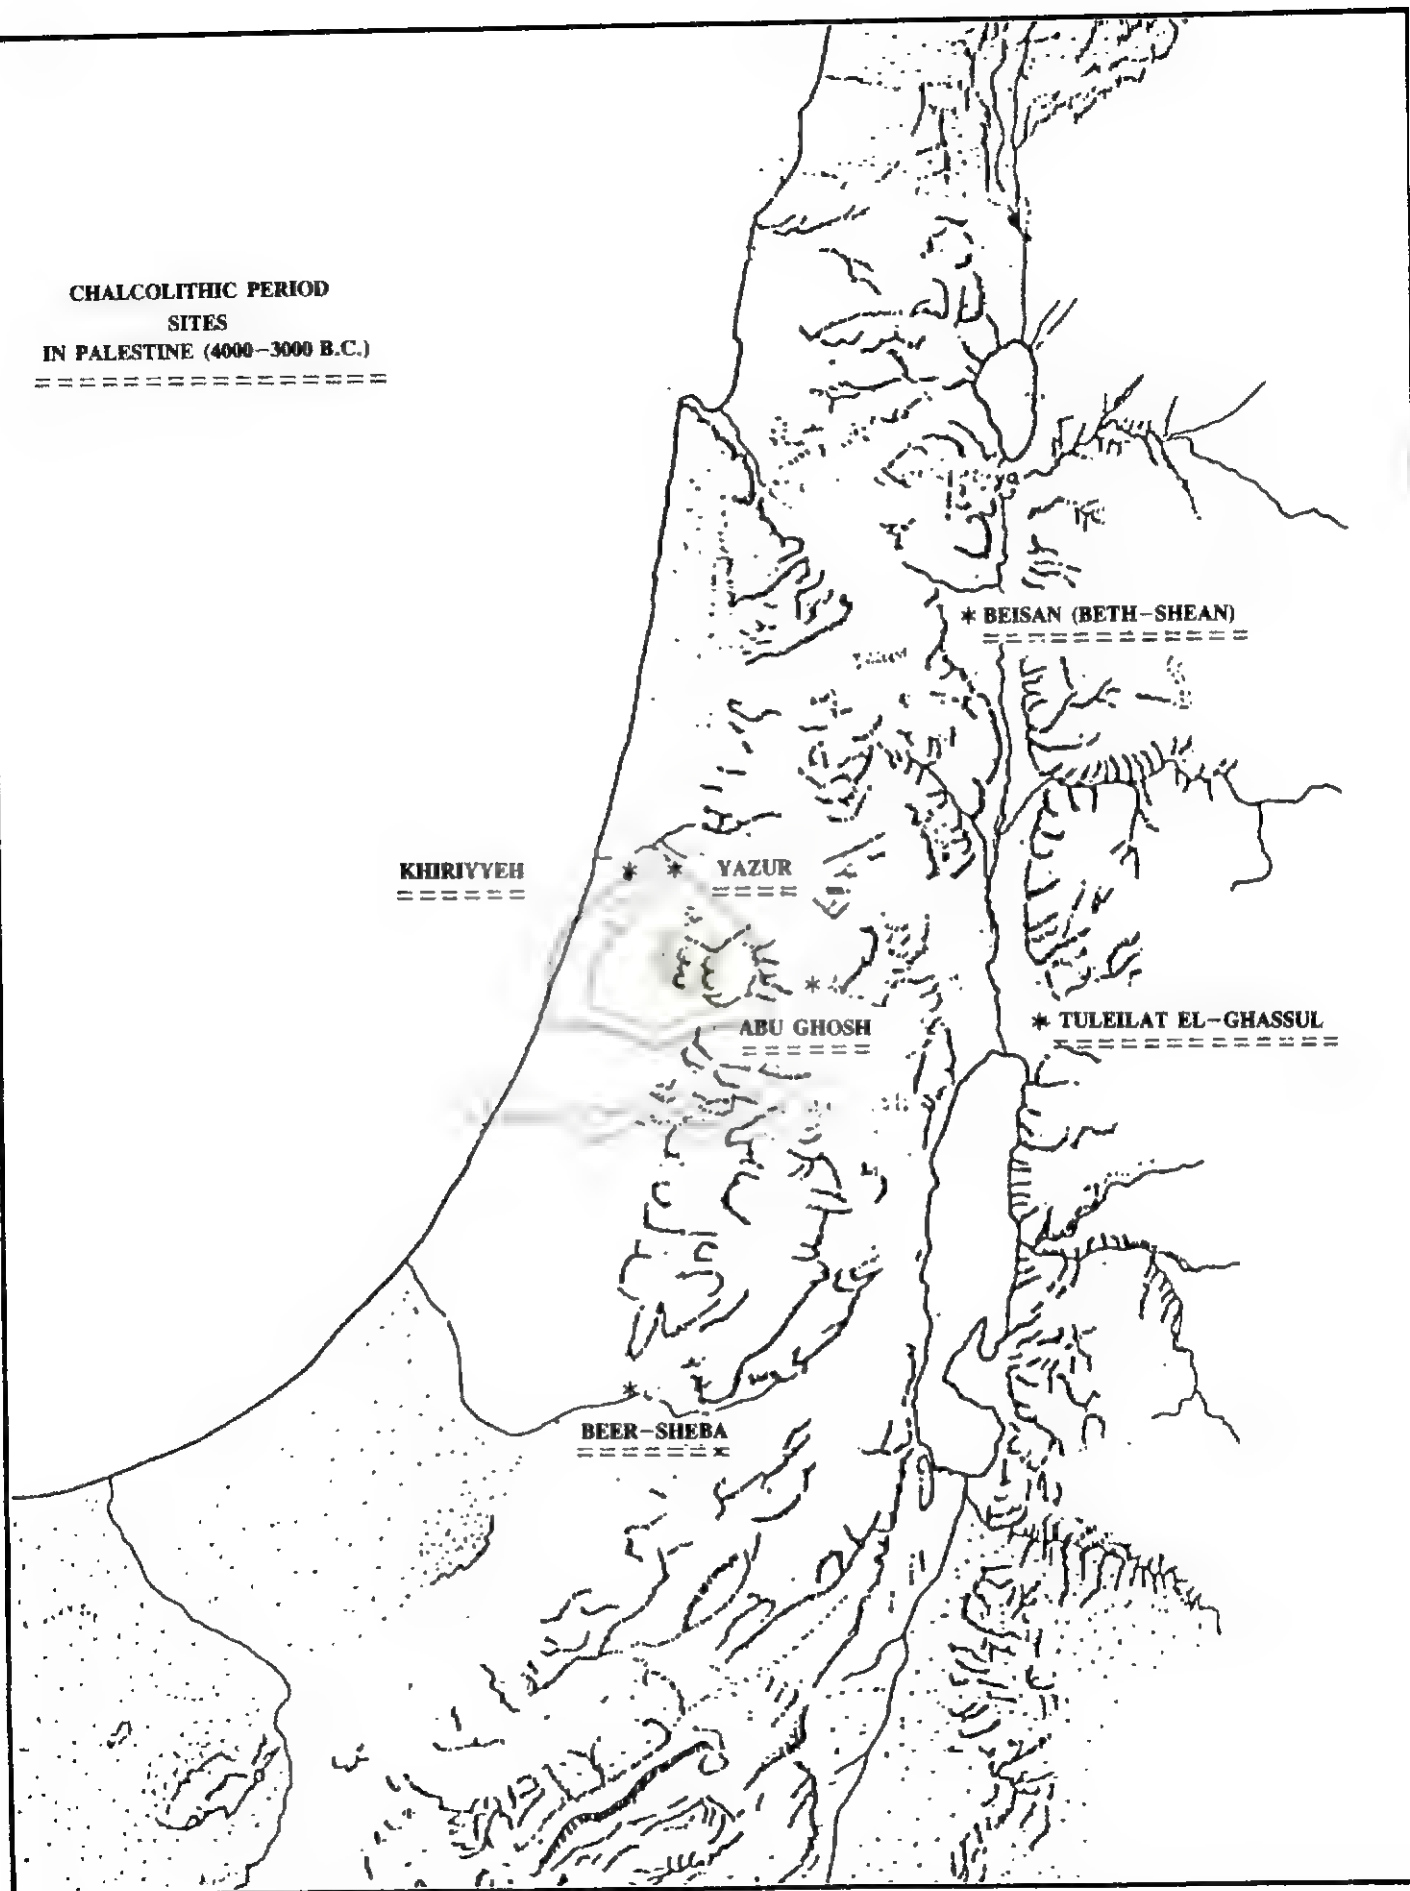 CHALCOLITHIC PERIOD
SITES
IN PALESTINE (4000-3000 B.C.)
* BEISAN (BETH-SHEAN)
KHIRIYYEH
YAZUR
ABU GHOSH
* TULEILAT EL-GHASSUL
BEER-SHEBA